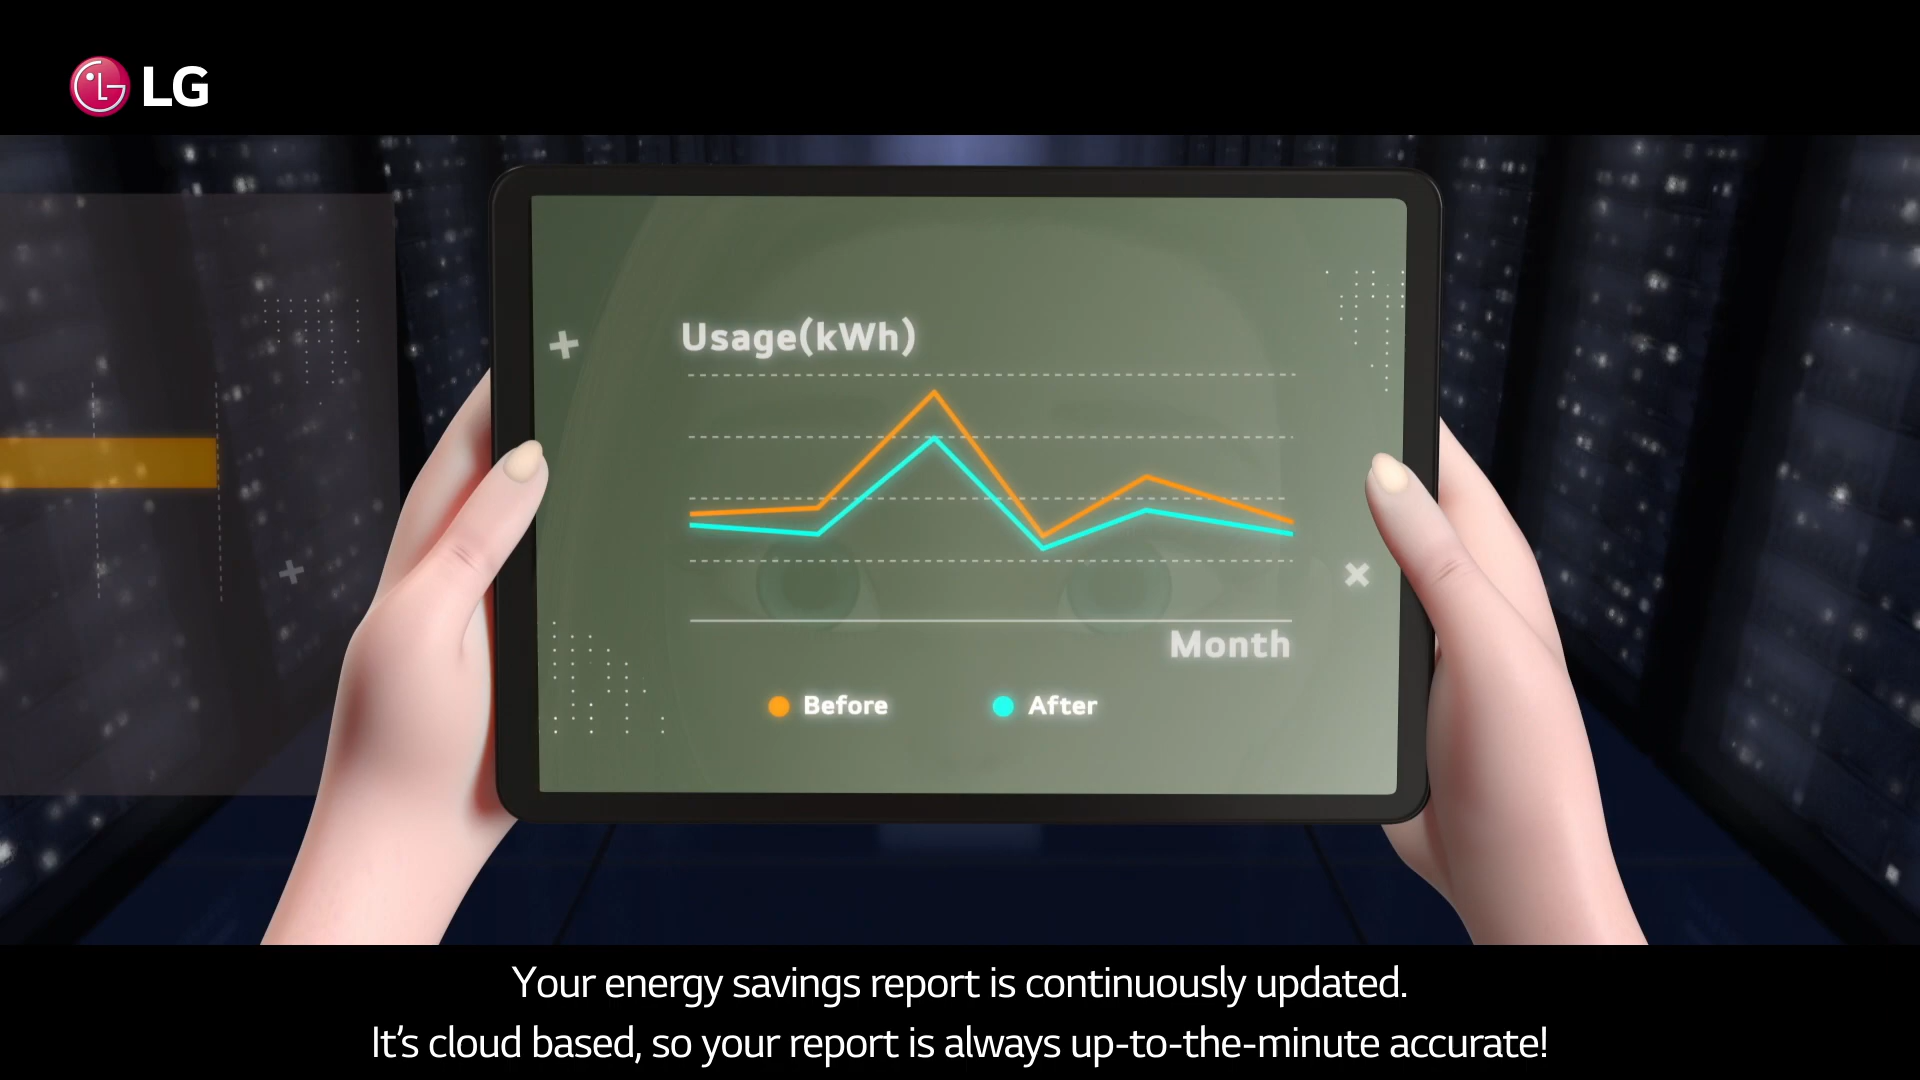 LG
Usage(kWh)
Month
Before
After
Your energy savings report is continuously updated.
It's cloud based, so your report is always up-to-the-minute accurate!